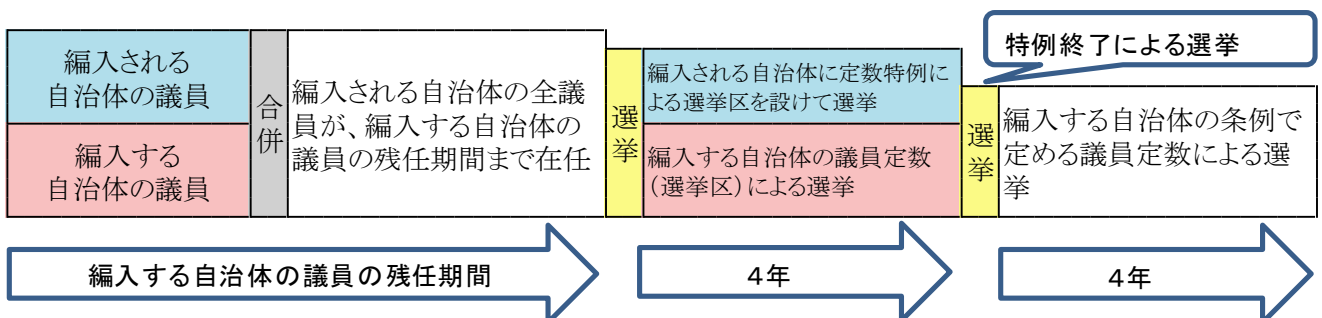 特例終了による選挙
編入される
自治体の議員
編入する
自治体の議員
合併
編入される自治体の全議
員が、編入する自治体の
議員の残任期間まで在任
選挙
編入される自治体に定数特例に
よる選挙区を設けて選挙
編入する自治体の議員定数
(選挙区)による選挙
選挙
編入する自治体の条例で
定める議員定数による選
挙
編入する自治体の議員の残任期間
4年
4年